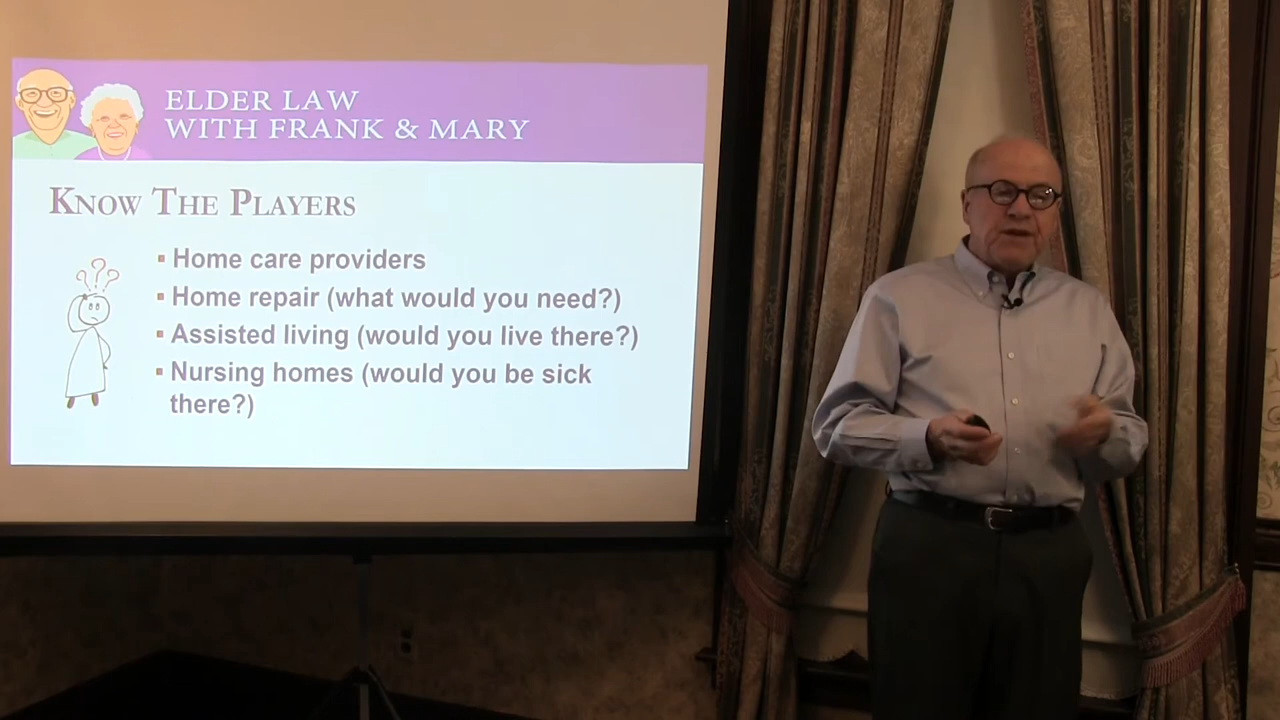 ELDER LAW
WITH FRANK & MARY
KNOW THE PLAYERS
▪ Home care providers
▪ Home repair (what would you need?)
▪ Assisted living (would you live there?)
▪ Nursing homes (would you be sick
there?)